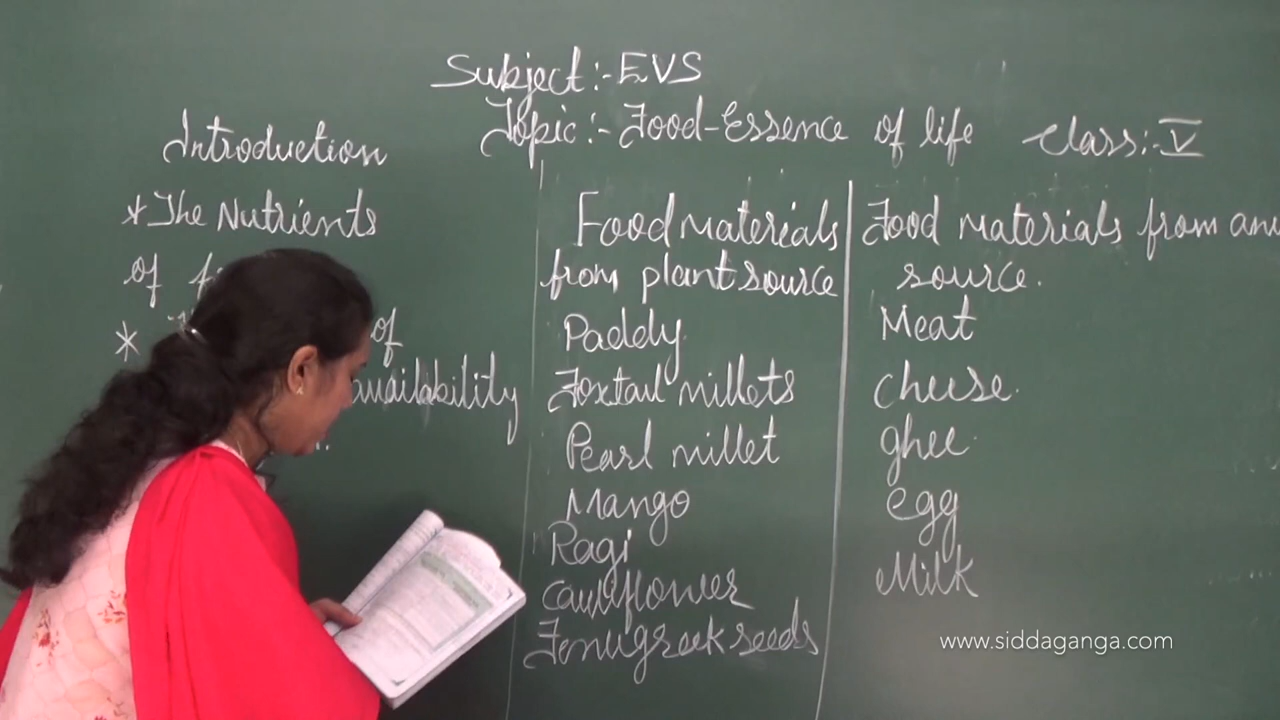 Subject:- EVS
Topic:- Food-Essence of life
Class:- V
Introduction
*The Nutrients
of
*
of
availability
Food materials
from plant source
Paddy
Foxtail millets
Pearl millet
Mango
Ragi
cauliflower
Fenugreek seeds
Food materials from ani
source.
Meat
cheese.
ghee
egg
Milk
www.siddaganga.com